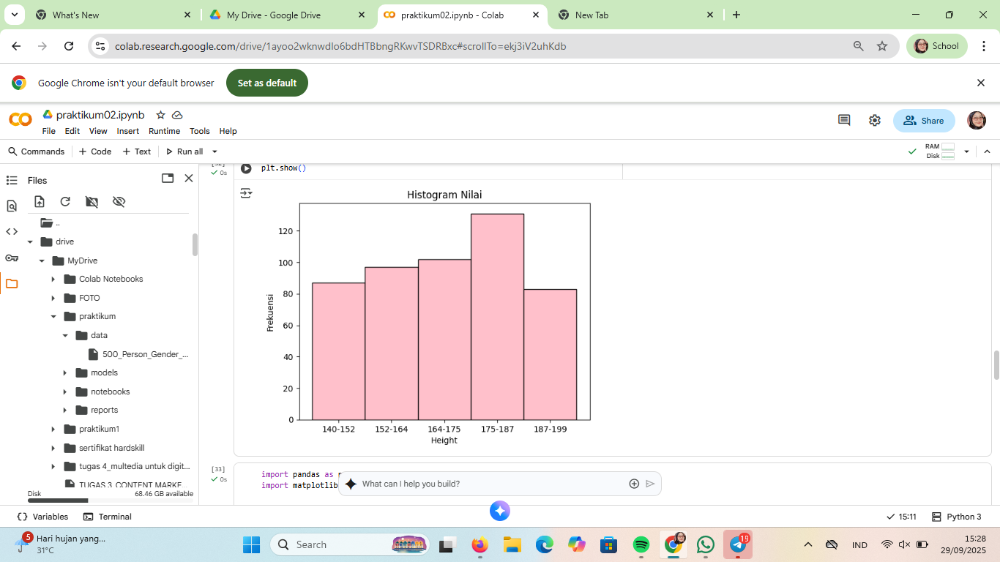 What's New
My Drive - Google Drive
praktikum02.ipynb - Colab
New Tab
colab.research.google.com/drive/1ayoo2wknwdlo6bdHTBbngRKwvTSDRBxc#scrollTo=ekj3iV2uhKdb
School
Google Chrome isn't your default browser
Set as default
praktikum02.ipynb
File Edit View Insert Runtime Tools Help
Share
Commands + Code + Text Run all
RAM
Disk
Files
..
drive
MyDrive
Colab Notebooks
FOTO
praktikum
data
500_Person_Gender_...
models
notebooks
reports
praktikum1
sertifikat hardskill
tugas 4_multedia untuk digit...
TUGAS 3 CONTENT MARKE...
Disk 68.46 GB available
[32]
0s
plt.show()
Histogram Nilai
Frekuensi
120
100
80
60
40
20
0
140-152 152-164 164-175 175-187 187-199
Height
[33]
0s
import pandas as
import matplotlib
What can I help you build?
Variables Terminal
15:11 Python 3
5
Hari hujan yang...
31°C
Search
19
IND
15:28
29/09/2025